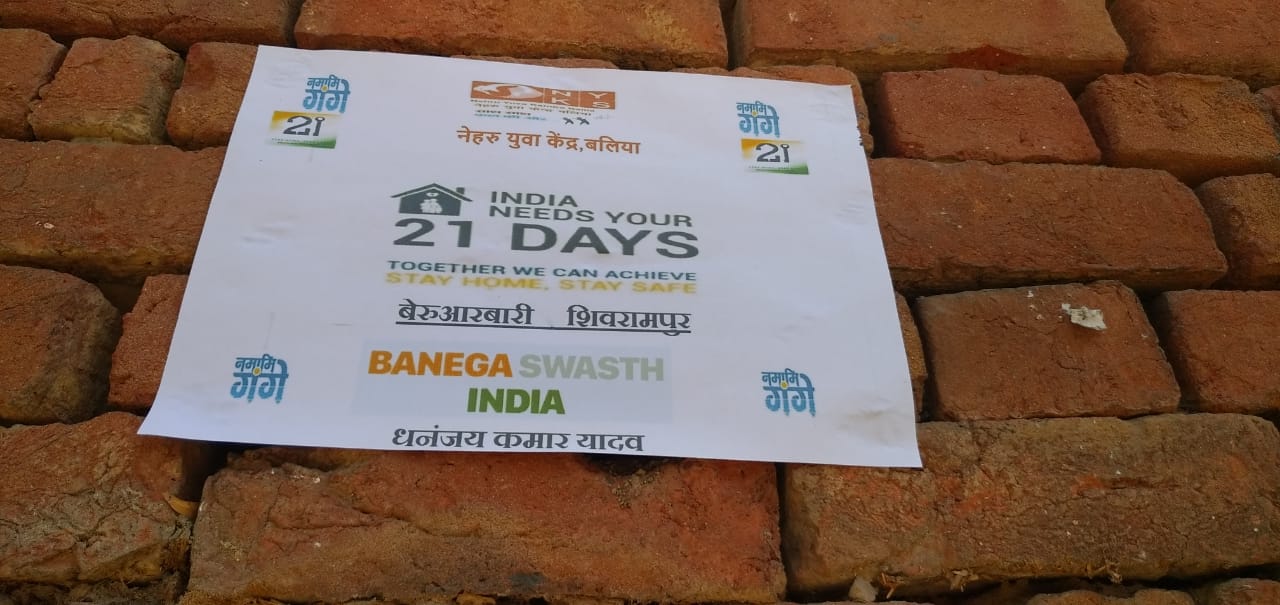 नमामि
गंगे
21
NYKS
नेहरु युवा केंद्र,बलिया
नमामि
गंगे
21
INDIA
NEEDS YOUR
21 DAYS
TOGETHER WE CAN ACHIEVE
STAY HOME, STAY SAFE
बेरुआरबारी शिवरामपुर
नमामि
गंगे
BANEGA SWASTH
INDIA
नमामि
गंगे
धनंजय कुमार यादव